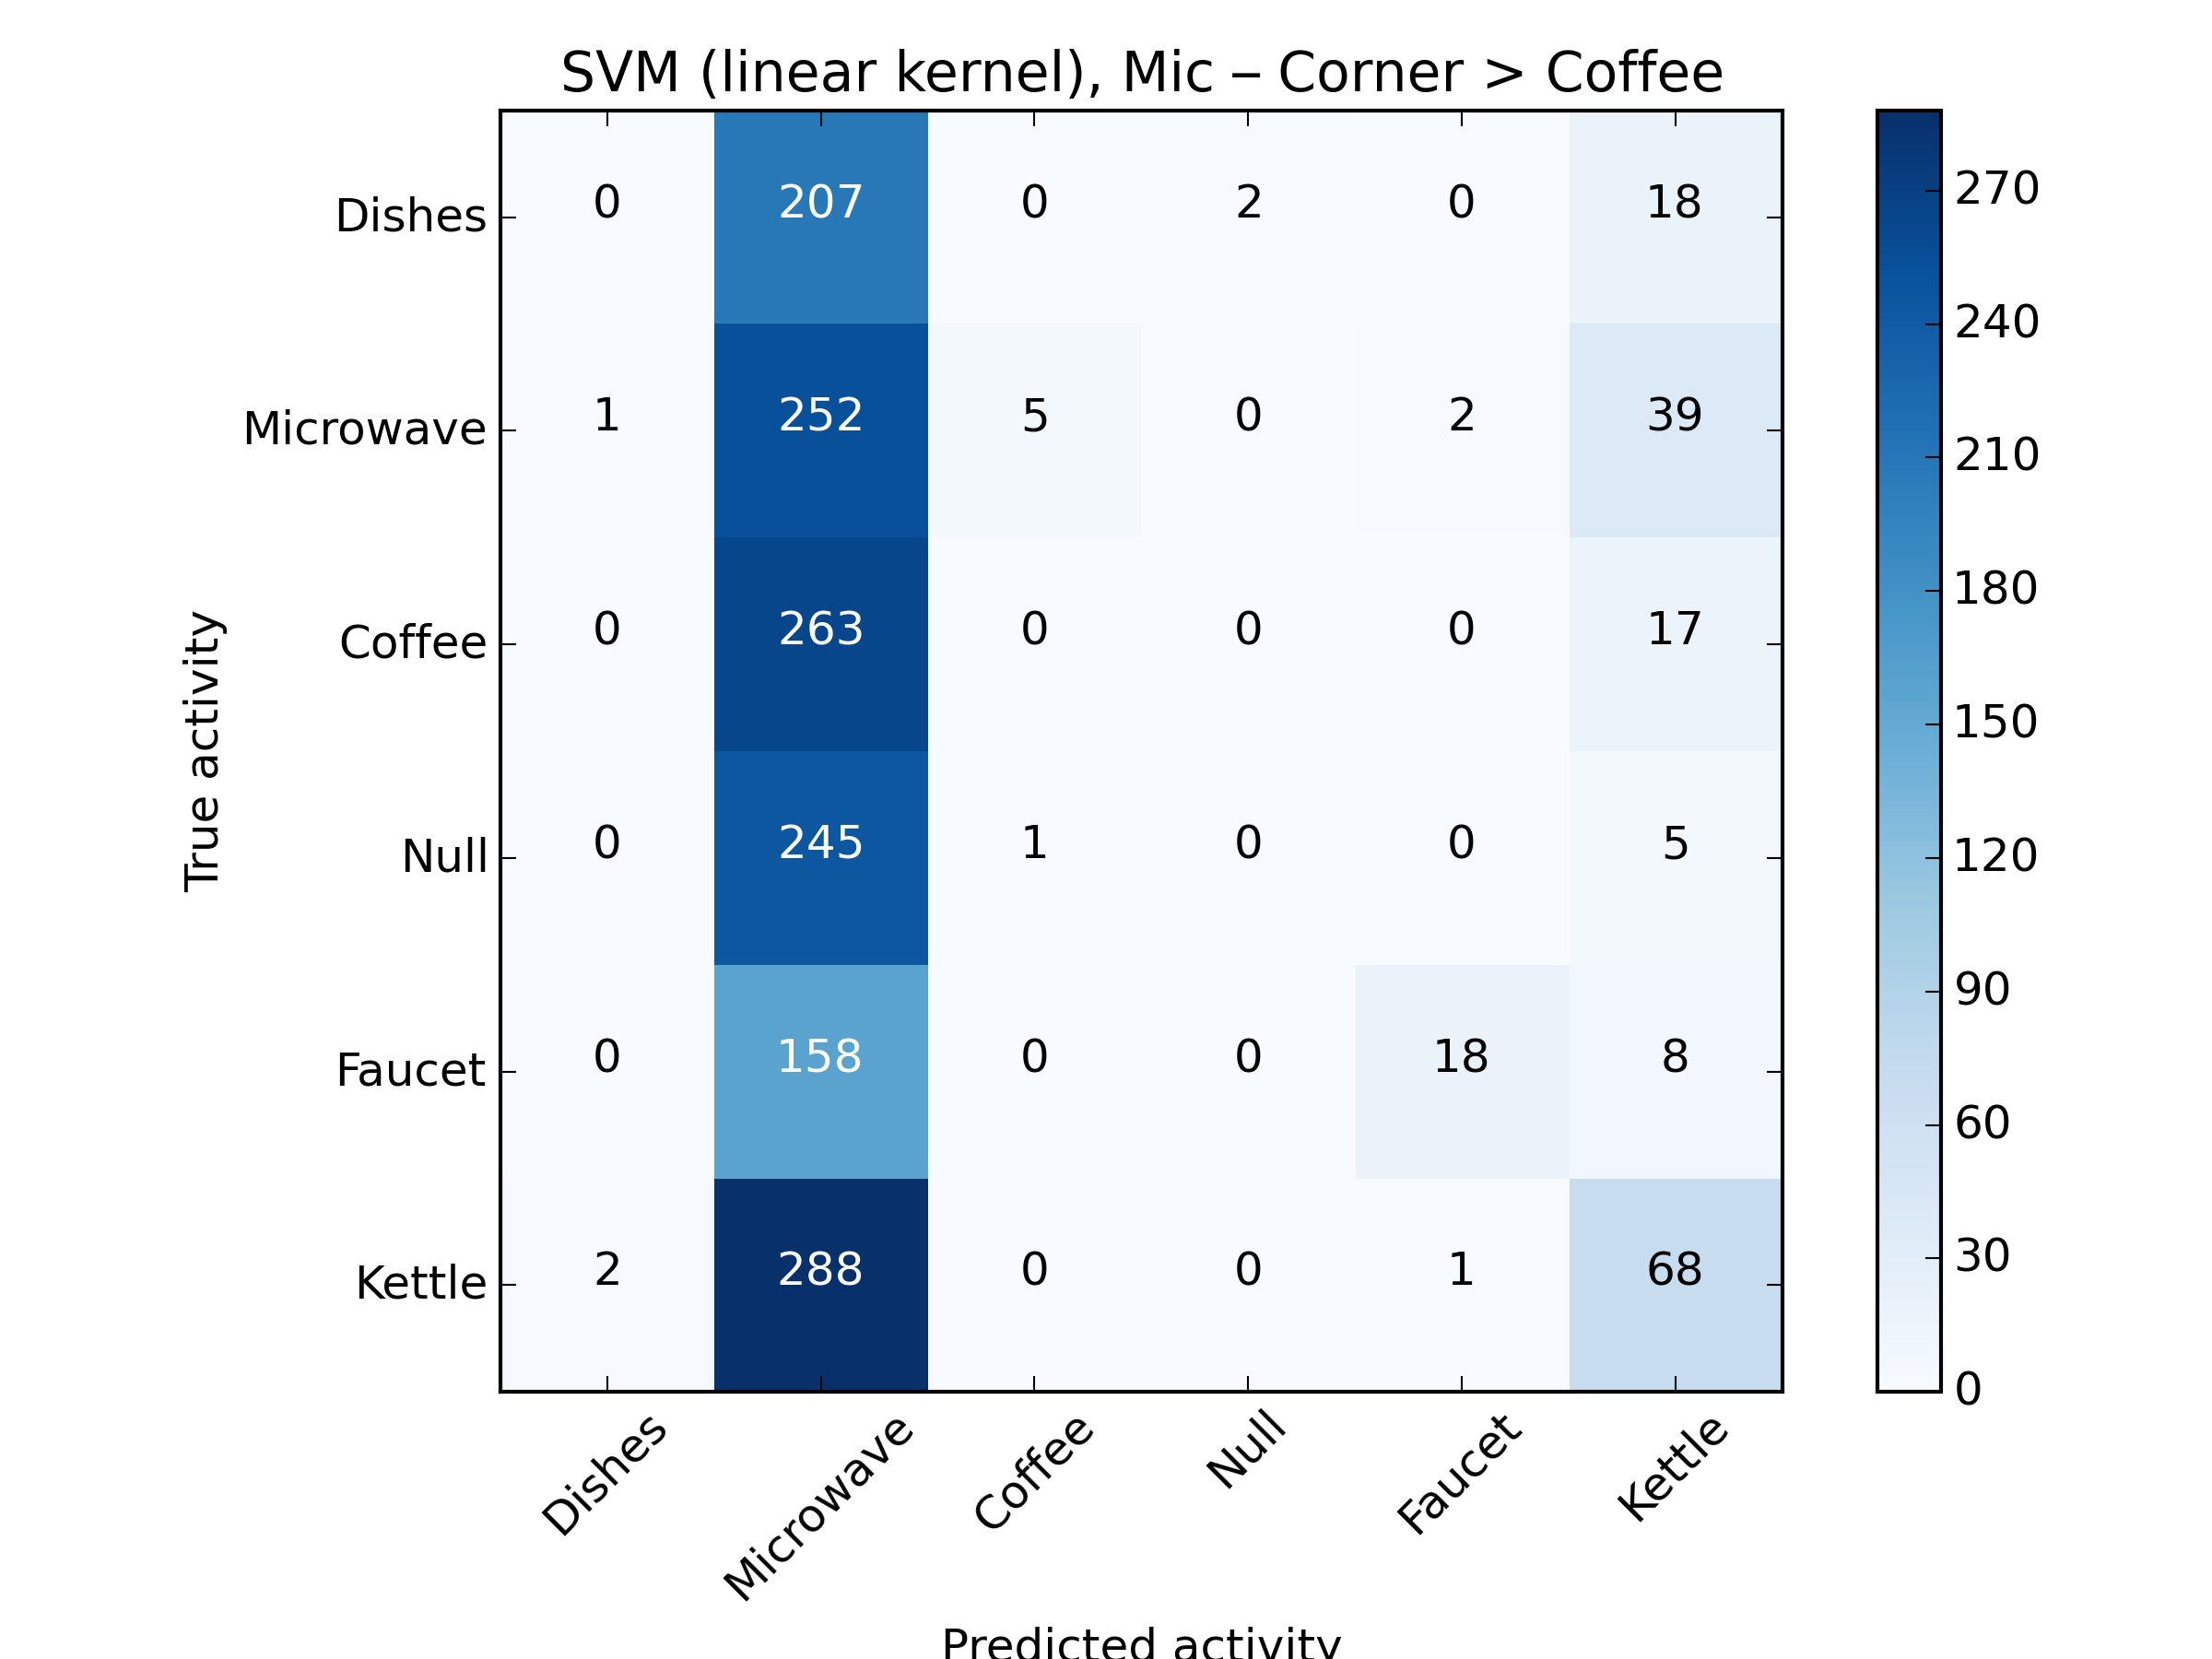 SVM (linear kernel), Mic – Corner > Coffee
Dishes 0 207 0 2 0 18
Microwave 1 252 5 0 2 39
Coffee 0 263 0 0 0 17
Null 0 245 1 0 0 5
Faucet 0 158 0 0 18 8
Kettle 2 288 0 0 1 68
True activity
Dishes Microwave Coffee Null Faucet Kettle
Predicted activity
270
240
210
180
150
120
90
60
30
0